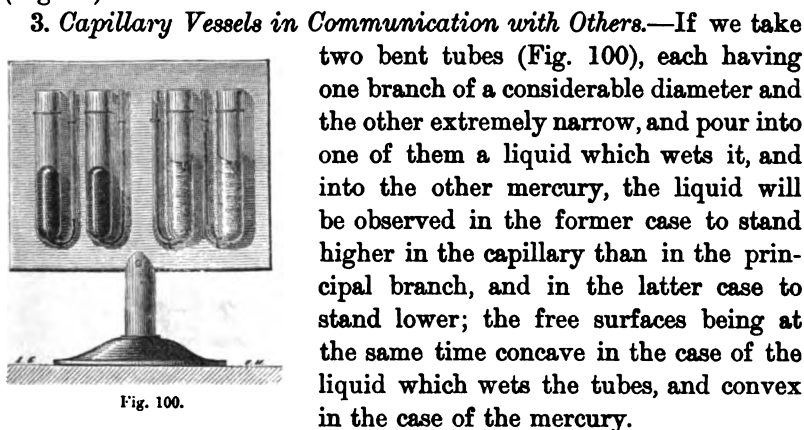 3. Capillary Vessels in Communication with Others.—If we take
two bent tubes (Fig. 100), each having
one branch of a considerable diameter and
the other extremely narrow, and pour into
one of them a liquid which wets it, and
into the other mercury, the liquid will
be observed in the former case to stand
higher in the capillary than in the prin-
cipal branch, and in the latter case to
stand lower; the free surfaces being at
the same time concave in the case of the
liquid which wets the tubes, and convex
in the case of the mercury.
Fig. 100.